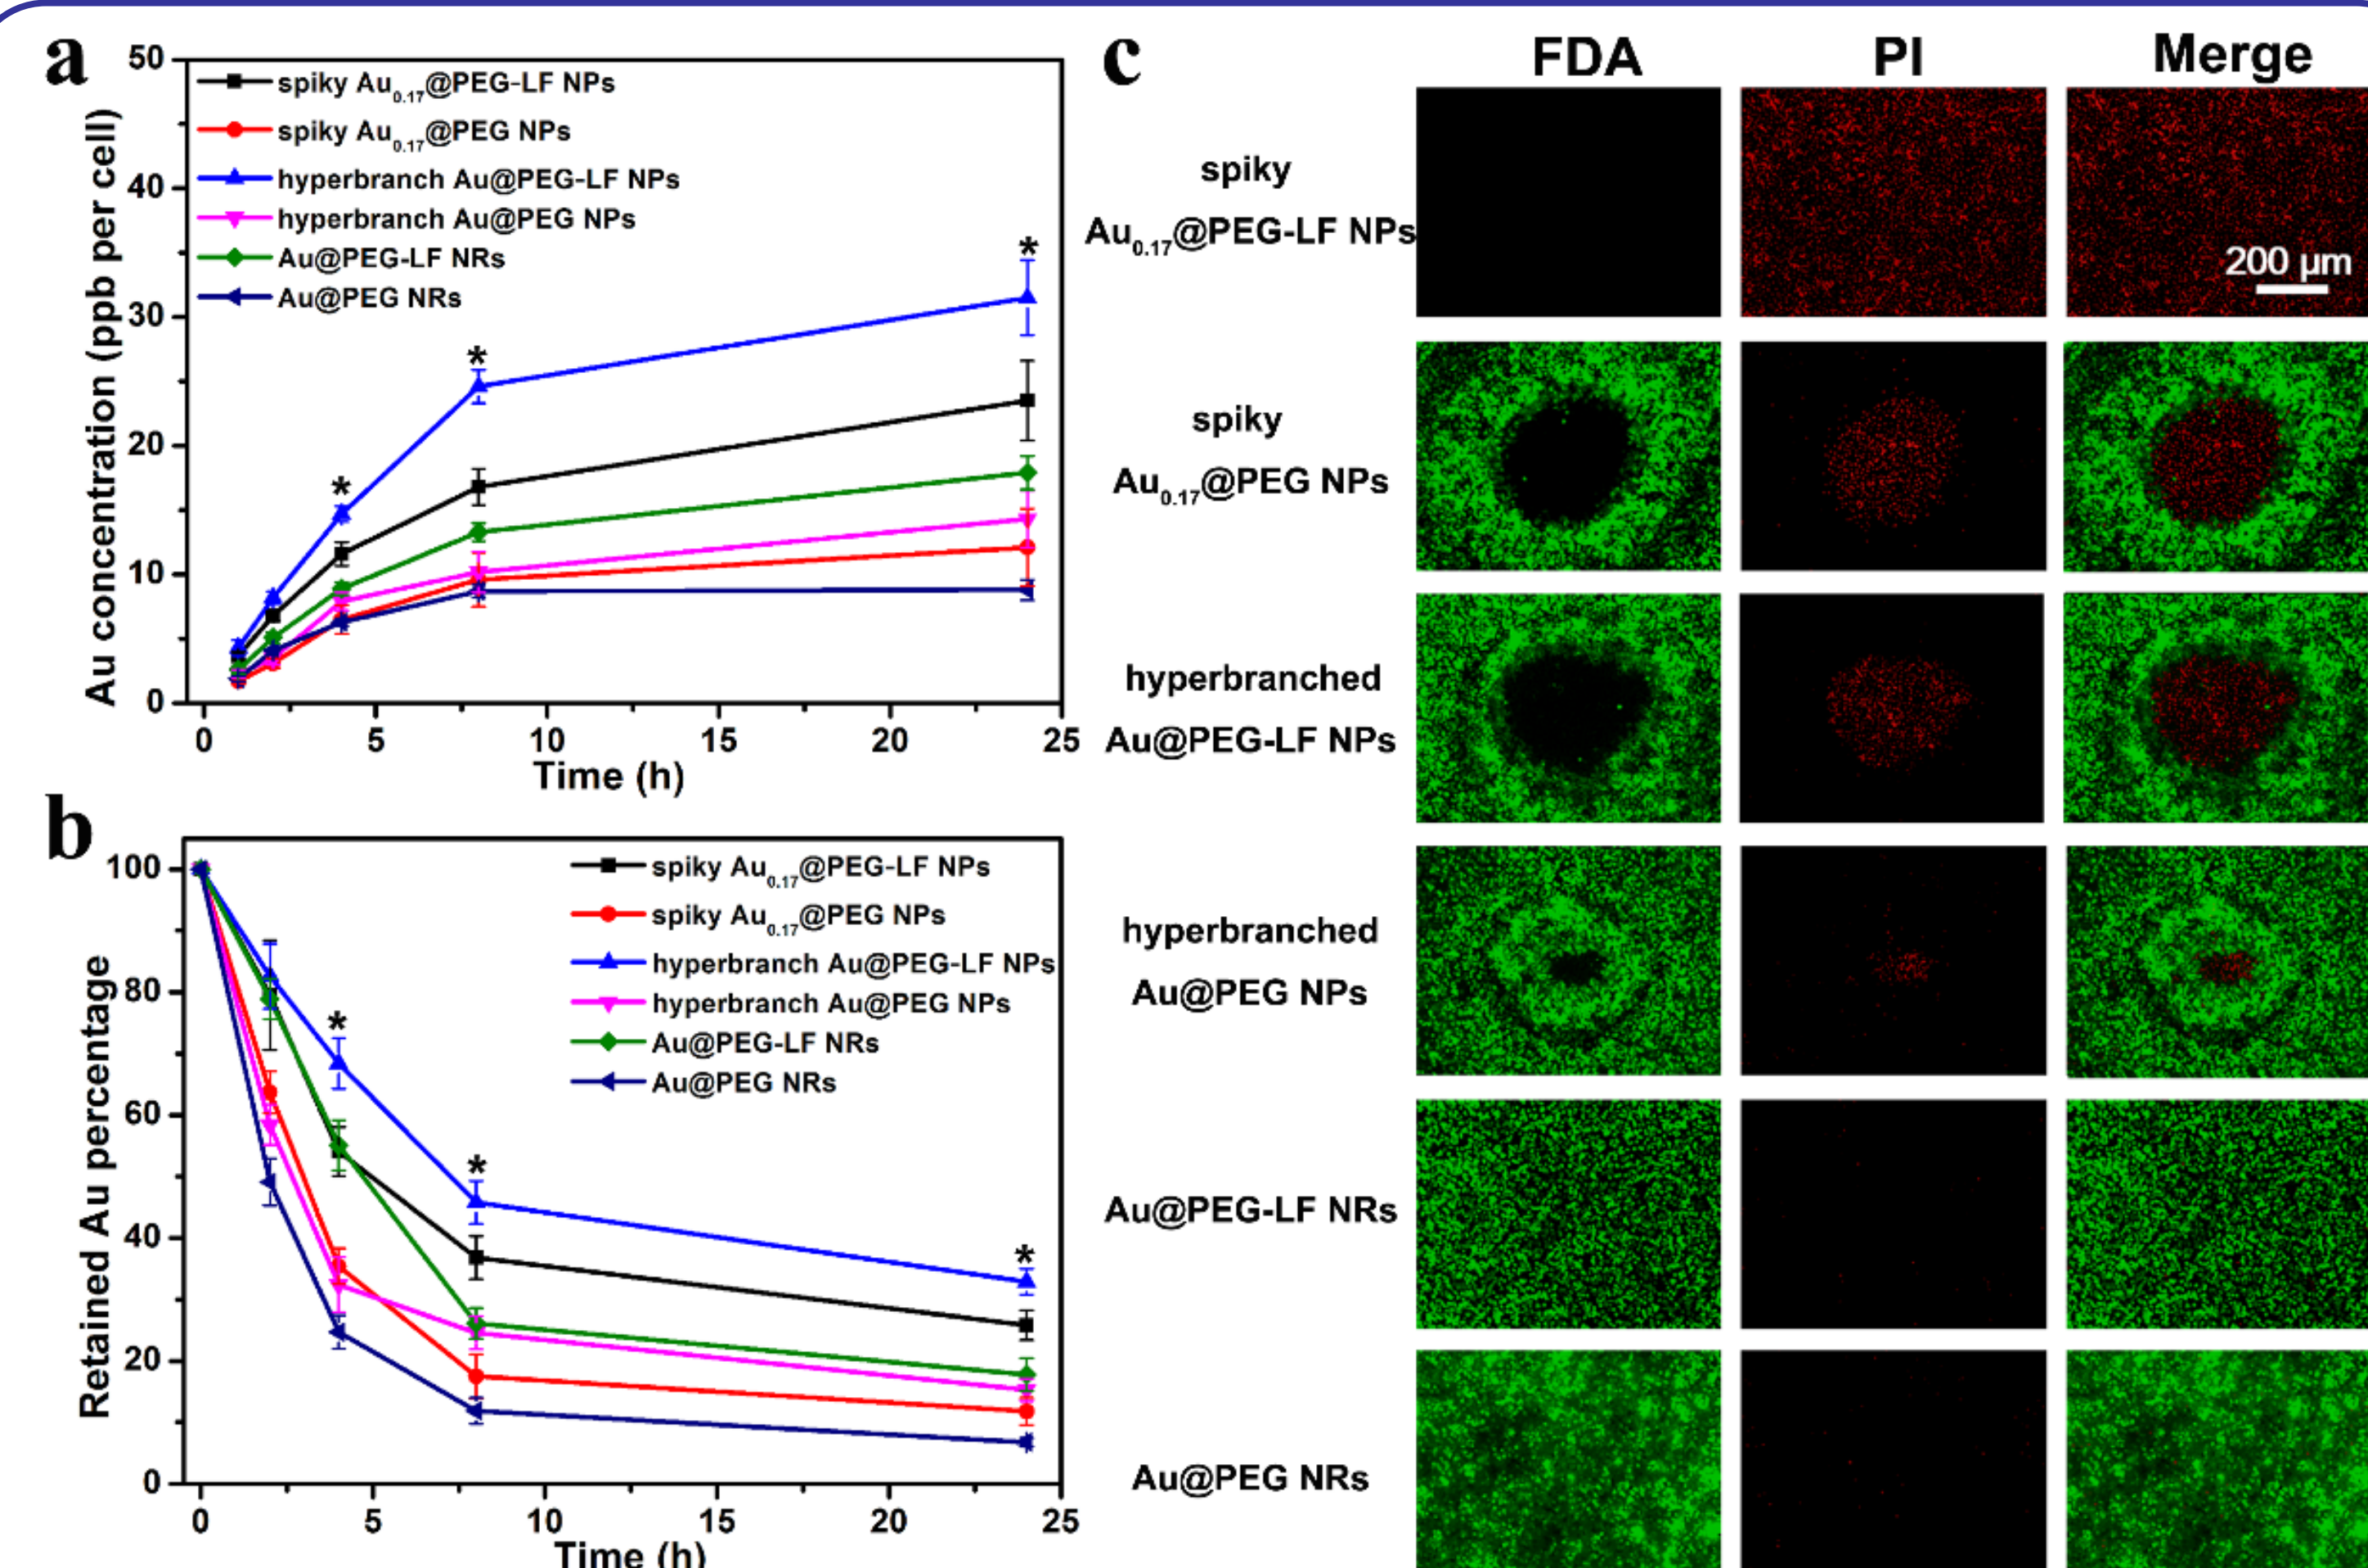 a
50
40
30
20
10
0
Au concentration (ppb per cell)
spiky Au0.17@PEG-LF NPs
spiky Au0.17@PEG NPs
hyperbranch Au@PEG-LF NPs
hyperbranch Au@PEG NPs
Au@PEG-LF NRs
Au@PEG NRs
*
*
*
0 5 10 15 20 25
Time (h)
b
100
80
60
40
20
0
Retained Au percentage
spiky Au0.17@PEG-LF NPs
spiky Au0.17@PEG NPs
hyperbranch Au@PEG-LF NPs
hyperbranch Au@PEG NPs
Au@PEG-LF NRs
Au@PEG NRs
*
*
*
0 5 10 15 20 25
Time (h)
c
FDA PI Merge
spiky
Au0.17@PEG-LF NPs
200 μm
spiky
Au0.17@PEG NPs
hyperbranched
Au@PEG-LF NPs
hyperbranched
Au@PEG NPs
Au@PEG-LF NRs
Au@PEG NRs